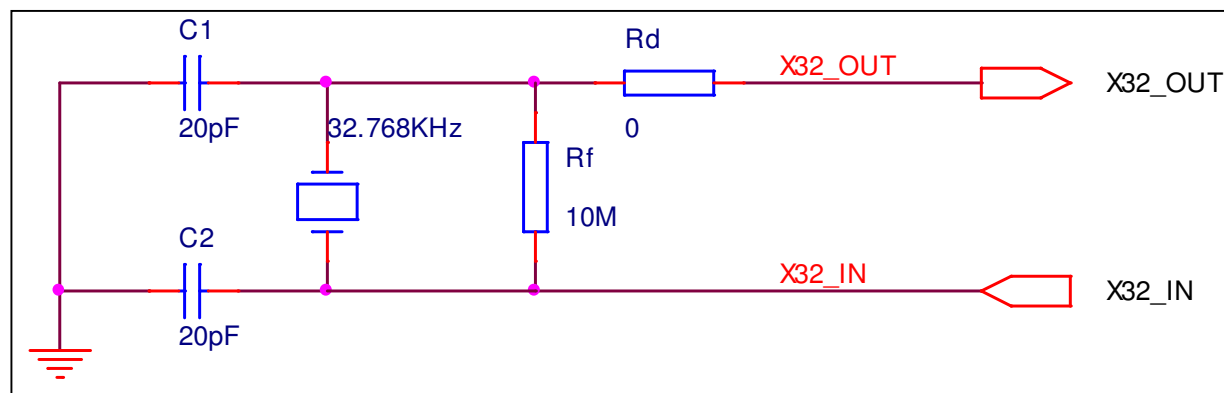 C1
Rd
X32_OUT
X32_OUT
20pF
32.768KHz
0
Rf
10M
C2
X32_IN
X32_IN
20pF